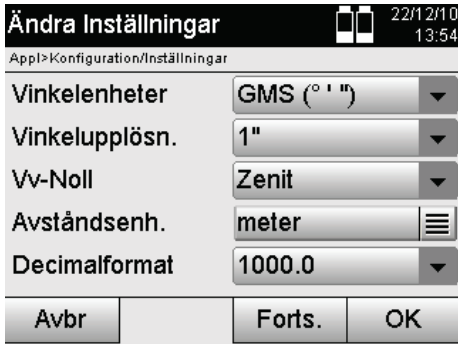 Ändra Inställningar 22/12/10
13:54
Appl>Konfiguration/Inställningar
Vinkelenheter GMS (° ' ")
Vinkelupplösn. 1"
Vv-Noll Zenit
Avståndsenh. meter
Decimalformat 1000.0
Avbr Forts. OK